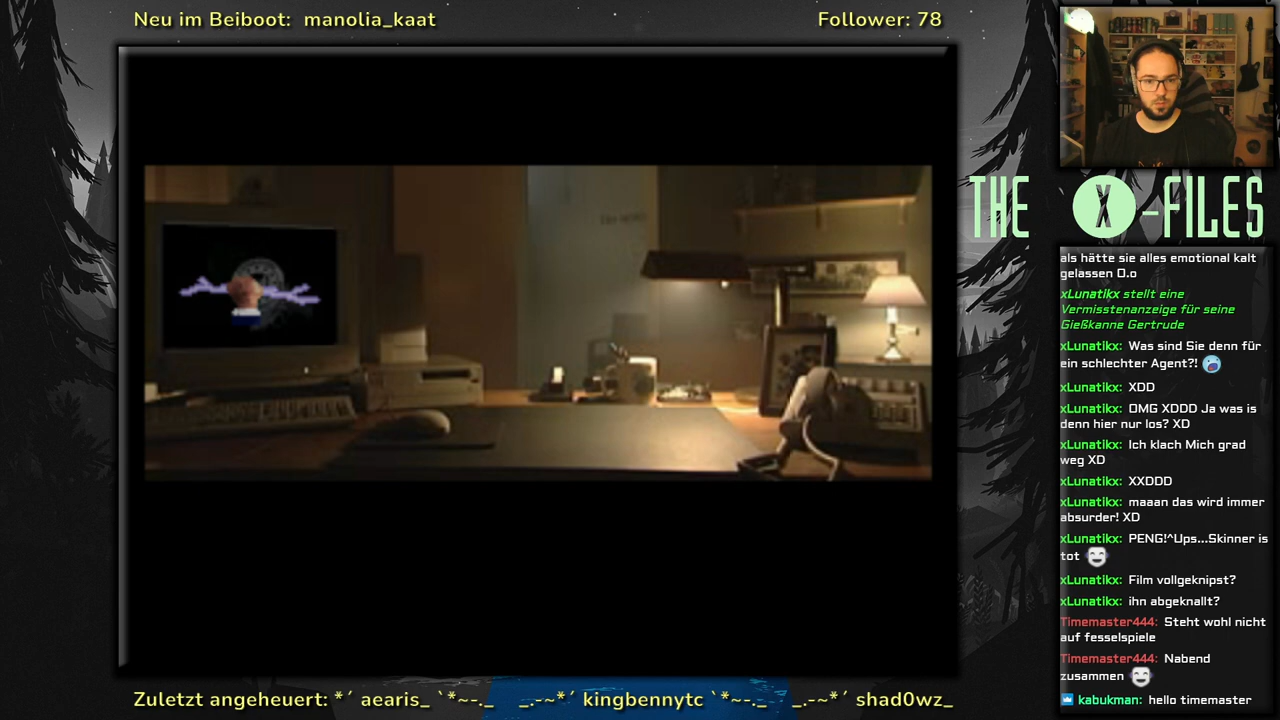 Neu im Beiboot: manolia_kaat
Follower: 78
THE X-FILES
als hätte sie alles emotional kalt
gelassen O.o
xLunatikx stellt eine
Vermisstenanzeige für seine
Gießkanne Gertrude
xLunatikx: Was sind Sie denn für
ein schlechter Agent?!
xLunatikx: XDD
xLunatikx: OMG XDDD Ja was is
denn hier nur los? XD
xLunatikx: Ich klach Mich grad
weg XD
xLunatikx: XXDDD
xLunatikx: maaan das wird immer
absurder! XD
xLunatikx: PENG!^Ups...Skinner is
tot
xLunatikx: Film vollgeknipst?
xLunatikx: ihn abgeknallt?
Timemaster444: Steht wohl nicht
auf fesselspiele
Timemaster444: Nabend
zusammen
kabukman: hello timemaster
Zuletzt angeheuert: *´ aearis_ `*~-._ _.-~*´ kingbennytc `*~-._ _.-~*´ shad0wz_